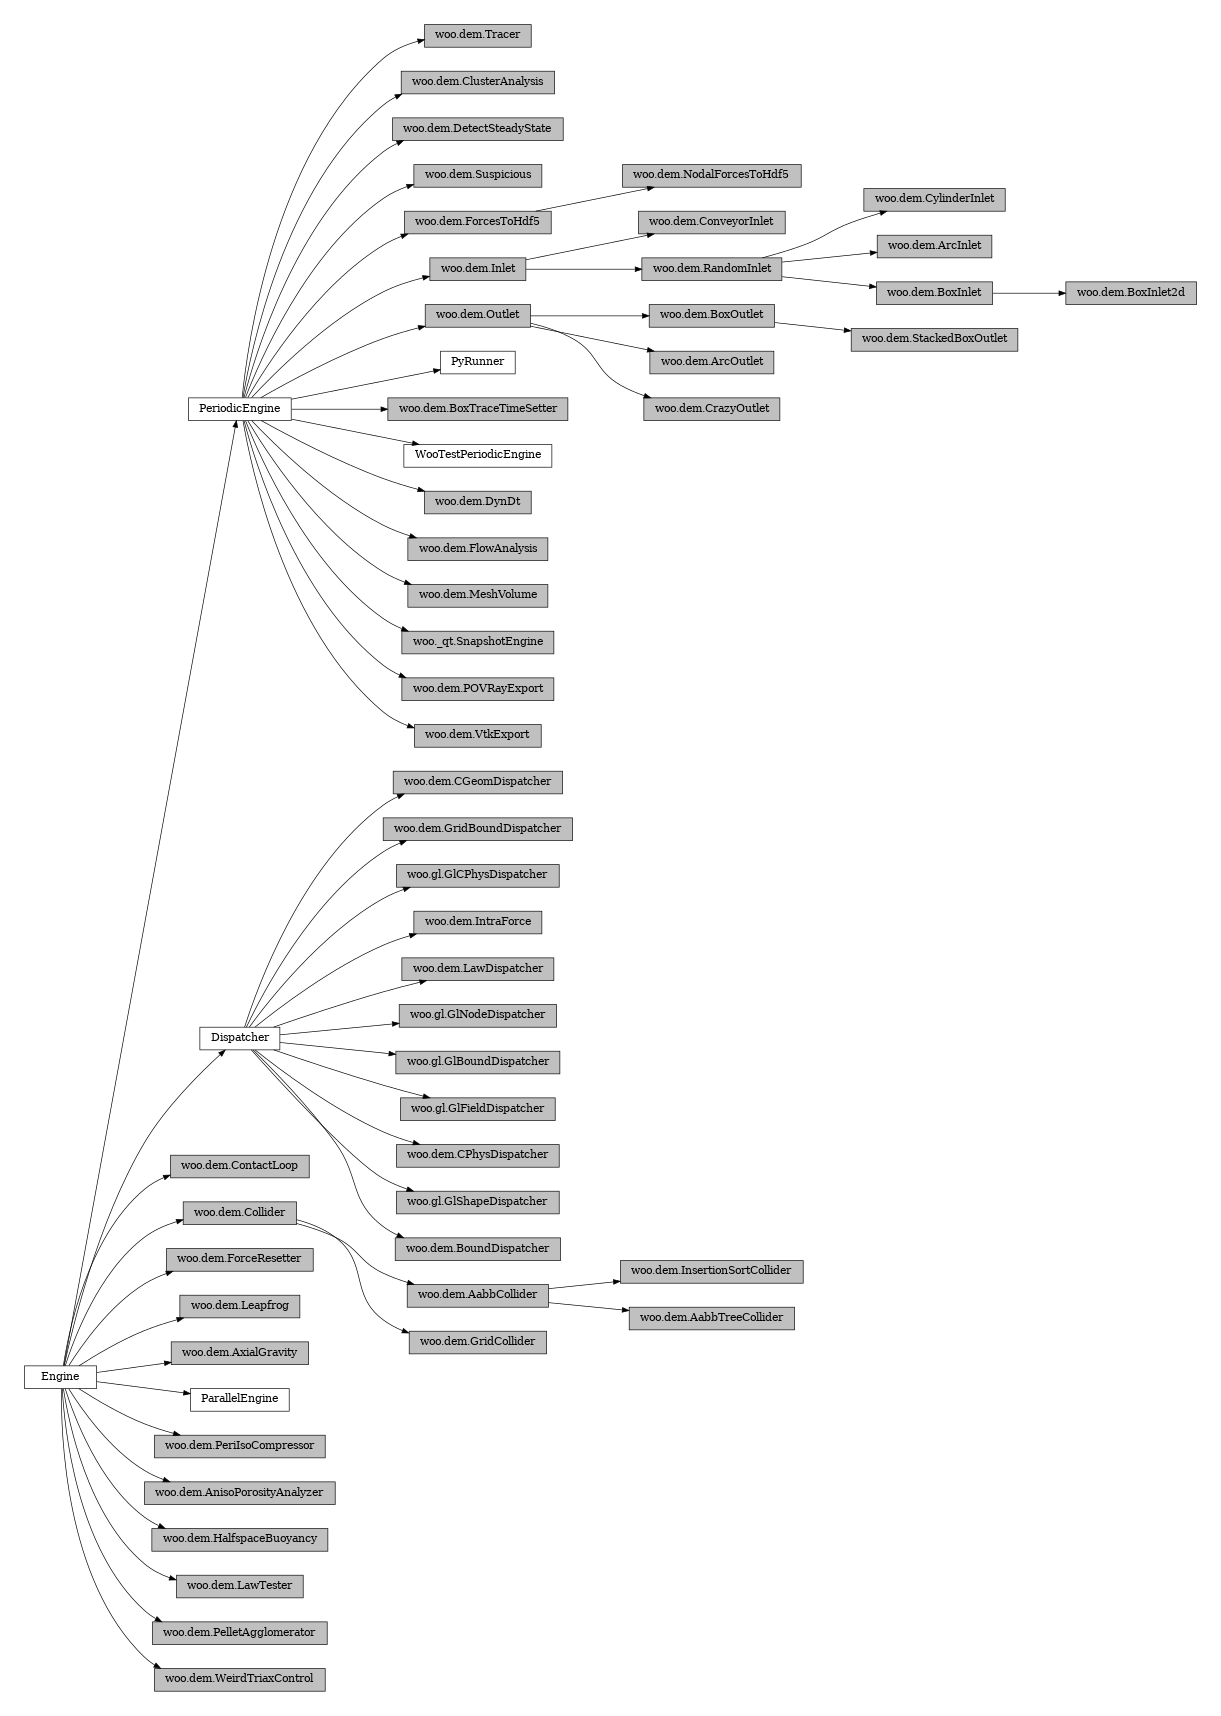 woo.dem.Tracer
woo.dem.ClusterAnalysis
woo.dem.DetectSteadyState
woo.dem.Suspicious
woo.dem.NodalForcesToHdf5
woo.dem.CylinderInlet
woo.dem.ForcesToHdf5
woo.dem.ConveyorInlet
woo.dem.ArcInlet
woo.dem.Inlet
woo.dem.RandomInlet
woo.dem.BoxInlet
woo.dem.BoxInlet2d
woo.dem.Outlet
woo.dem.BoxOutlet
woo.dem.StackedBoxOutlet
PyRunner
woo.dem.ArcOutlet
PeriodicEngine
woo.dem.BoxTraceTimeSetter
woo.dem.CrazyOutlet
WooTestPeriodicEngine
woo.dem.DynDt
woo.dem.FlowAnalysis
woo.dem.MeshVolume
woo._qt.SnapshotEngine
woo.dem.POVRayExport
woo.dem.VtkExport
woo.dem.CGeomDispatcher
woo.dem.GridBoundDispatcher
woo.gl.GlCPhysDispatcher
woo.dem.IntraForce
woo.dem.LawDispatcher
woo.gl.GlNodeDispatcher
Dispatcher
woo.gl.GlBoundDispatcher
woo.gl.GlFieldDispatcher
woo.dem.CPhysDispatcher
woo.dem.ContactLoop
woo.gl.GlShapeDispatcher
woo.dem.Collider
woo.dem.BoundDispatcher
woo.dem.ForceResetter
woo.dem.InsertionSortCollider
woo.dem.AabbCollider
woo.dem.Leapfrog
woo.dem.AabbTreeCollider
woo.dem.GridCollider
woo.dem.AxialGravity
Engine
ParallelEngine
woo.dem.PeriIsoCompressor
woo.dem.AnisoPorosityAnalyzer
woo.dem.HalfspaceBuoyancy
woo.dem.LawTester
woo.dem.PelletAgglomerator
woo.dem.WeirdTriaxControl